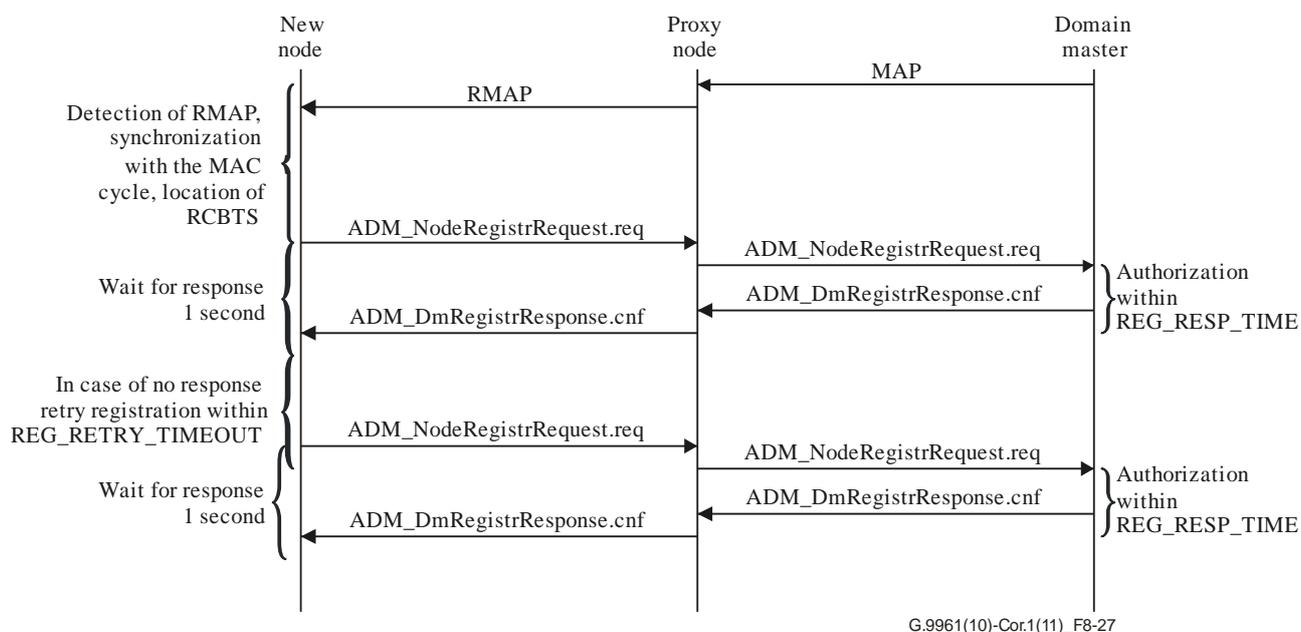 New
node
Proxy
node
Domain
master
MAP
RMAP
Detection of RMAP,
synchronization
with the MAC
cycle, location of
RCBTS
ADM_NodeRegistrRequest.req
ADM_NodeRegistrRequest.req
Wait for response
1 second
ADM_DmRegistrResponse.cnf
ADM_DmRegistrResponse.cnf
Authorization
within
REG_RESP_TIME
In case of no response
retry registration within
REG_RETRY_TIMEOUT
ADM_NodeRegistrRequest.req
ADM_NodeRegistrRequest.req
Wait for response
1 second
ADM_DmRegistrResponse.cnf
ADM_DmRegistrResponse.cnf
Authorization
within
REG_RESP_TIME
G.9961(10)-Cor.1(11)_F8-27